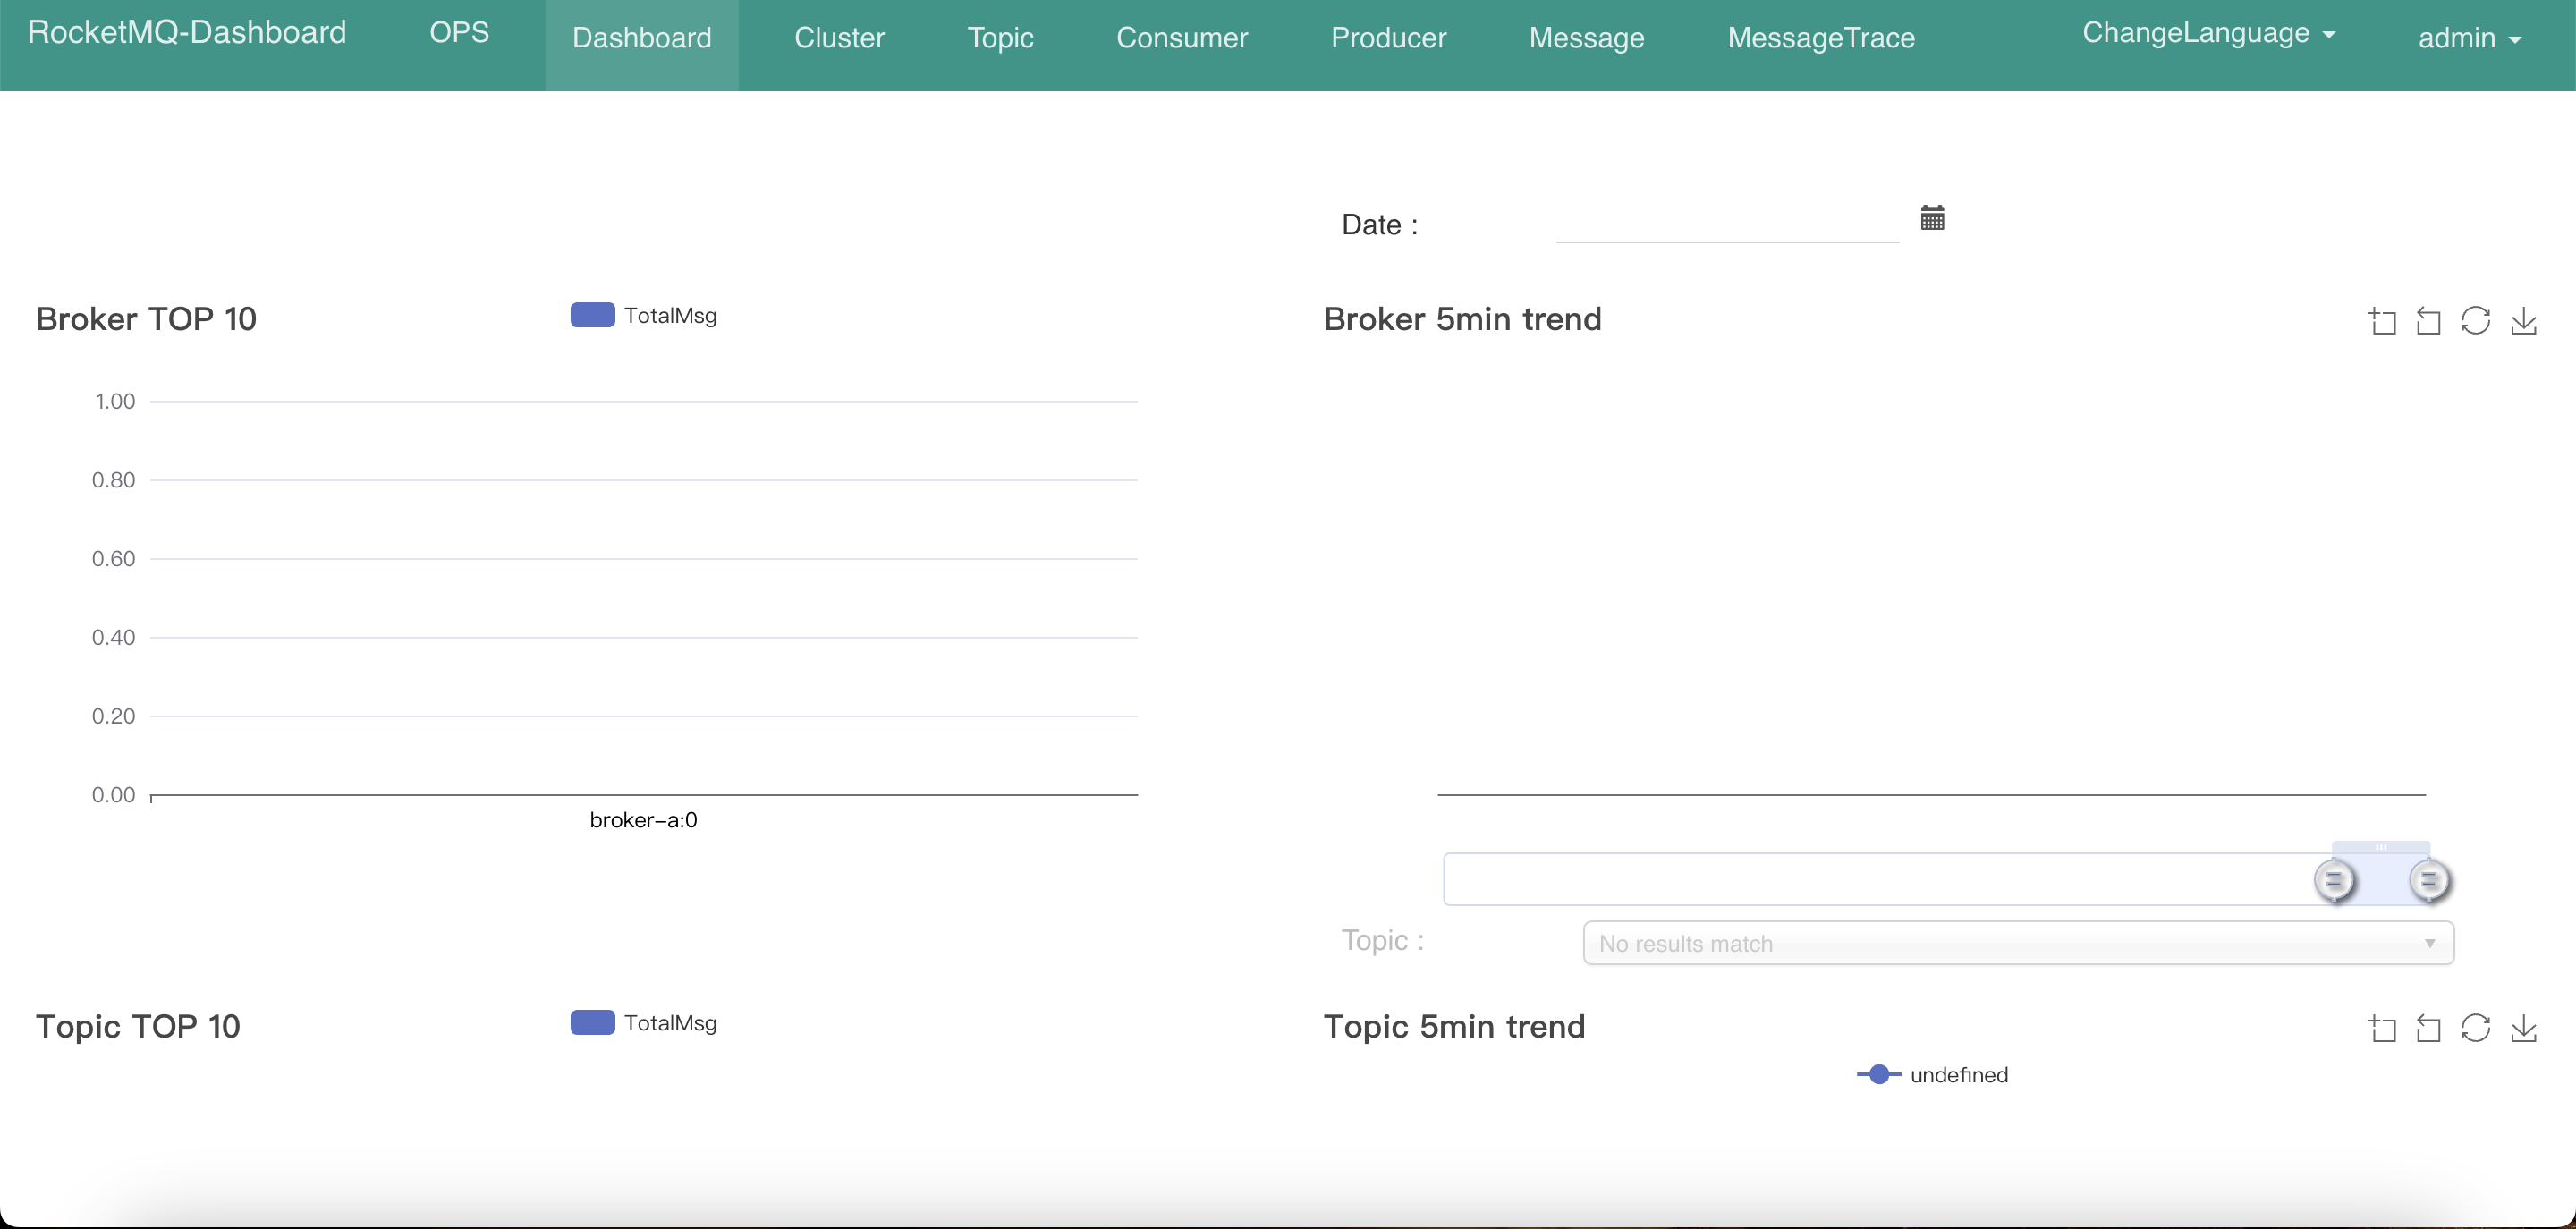 RocketMQ-Dashboard OPS Dashboard Cluster Topic Consumer Producer Message MessageTrace ChangeLanguage admin
Date :
Broker TOP 10
TotalMsg
1.00
0.80
0.60
0.40
0.20
0.00
broker-a:0
Broker 5min trend
Topic :
No results match
Topic TOP 10
TotalMsg
Topic 5min trend
undefined